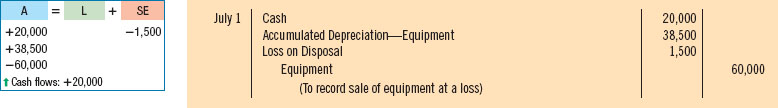 A = L + SE
+20,000 −1,500
+38,500
−60,000
↑ Cash flows: +20,000
July 1 Cash 20,000
Accumulated Depreciation—Equipment 38,500
Loss on Disposal 1,500
Equipment 60,000
(To record sale of equipment at a loss)